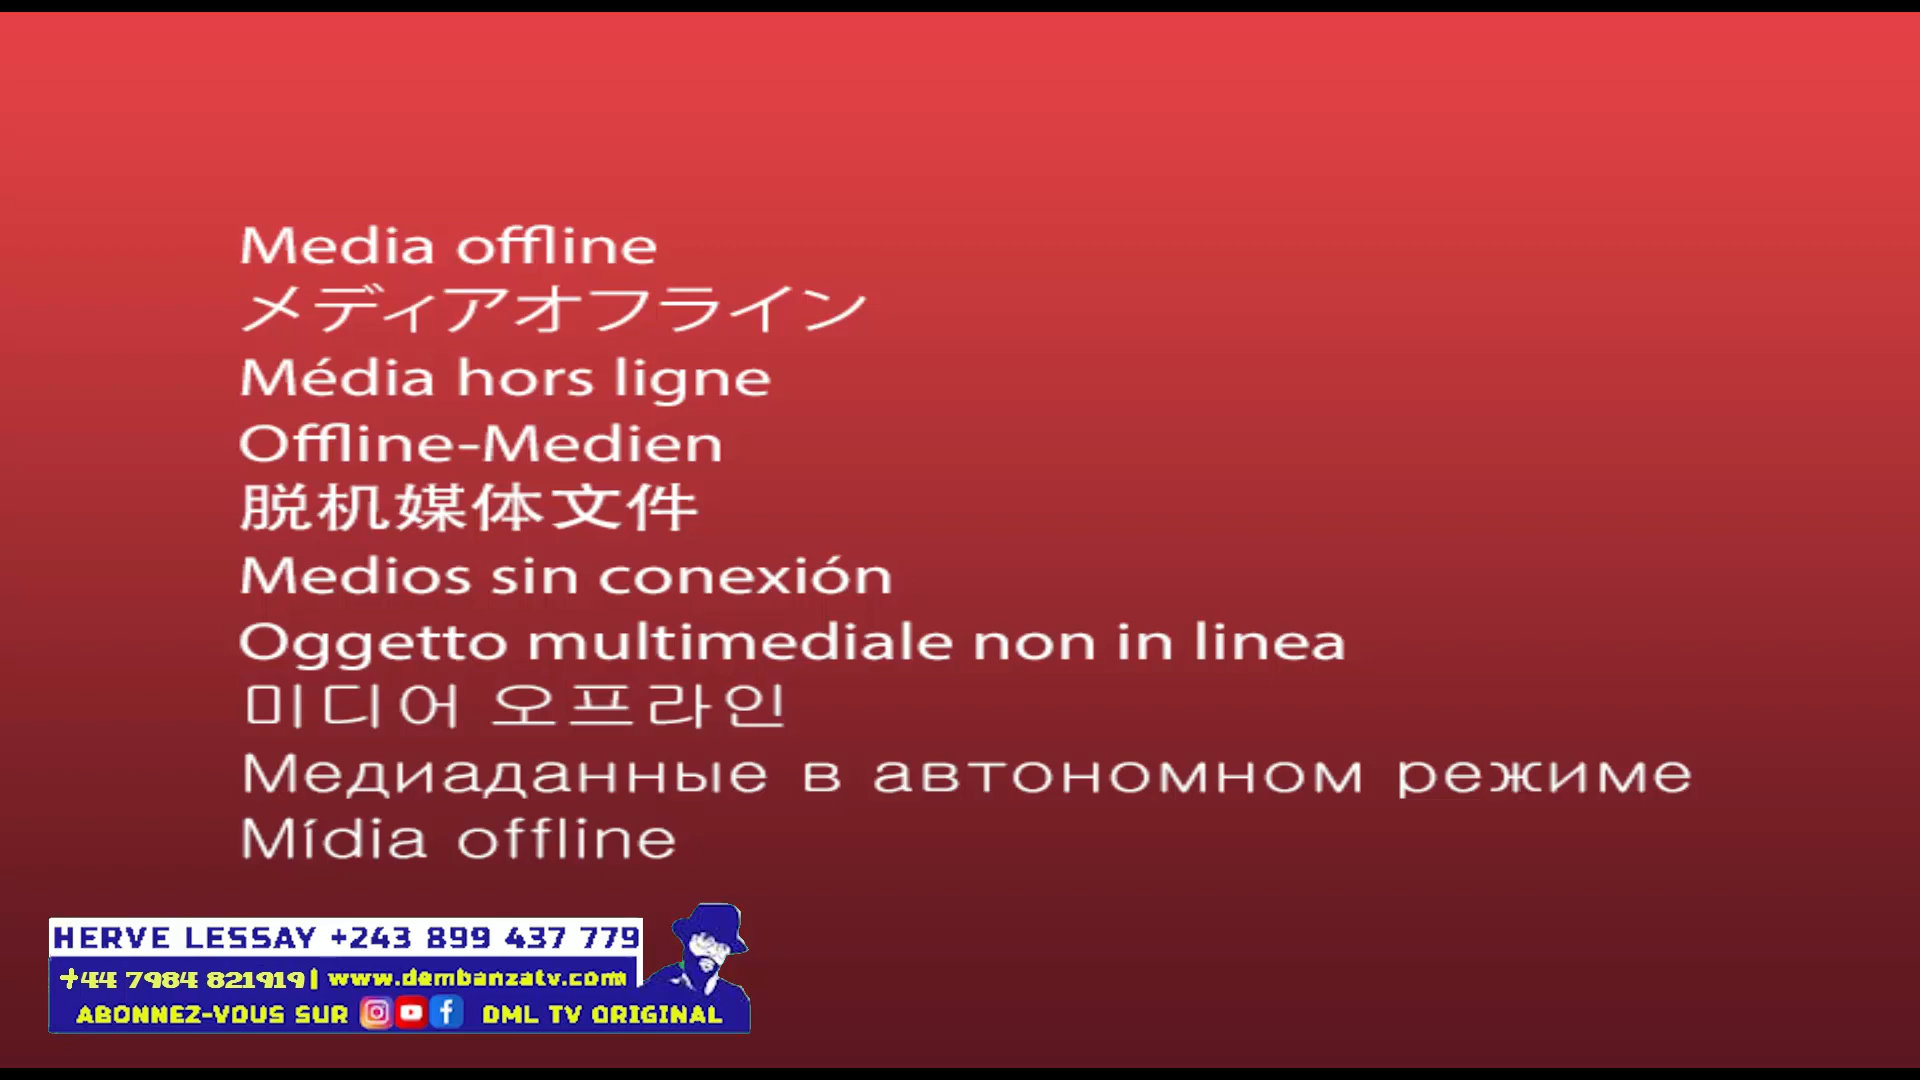 Media offline
メディアオフライン
Média hors ligne
Offline-Medien
脱机媒体文件
Medios sin conexión
Oggetto multimediale non in linea
미디어 오프라인
Медиаданные в автономном режиме
Mídia offline
HERVE LESSAY +243 899 437 779
+44 7984 821919| www.dembanzatv.com
ABONNEZ-VOUS SUR DML TV ORIGINAL